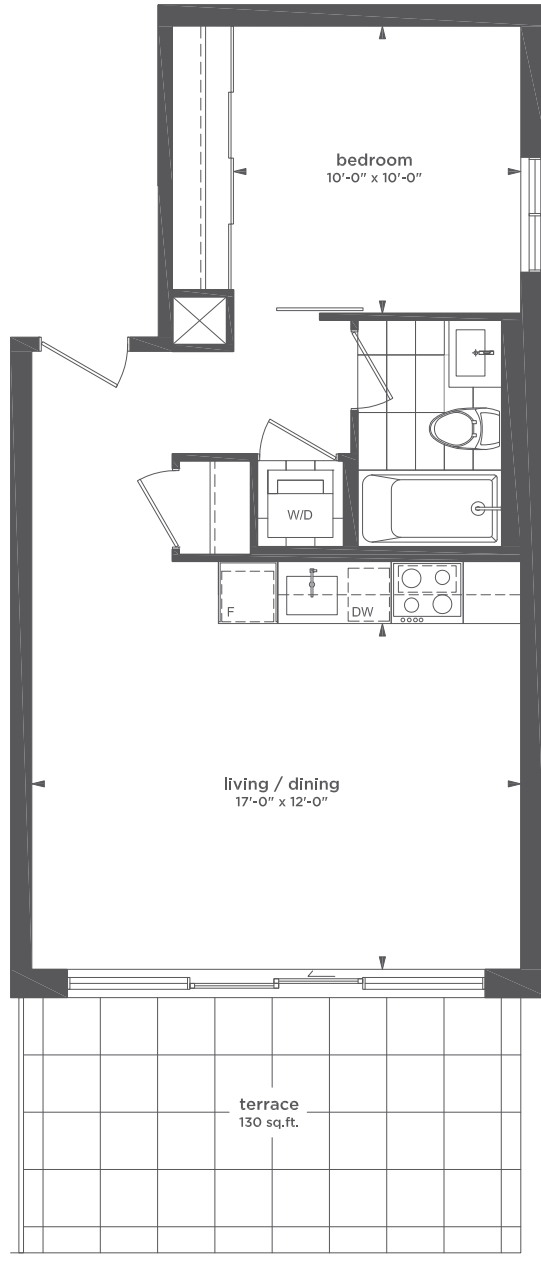 bedroom
10'-0" x 10'-0"
W/D
F
DW
living / dining
17'-0" x 12'-0"
terrace
130 sq.ft.